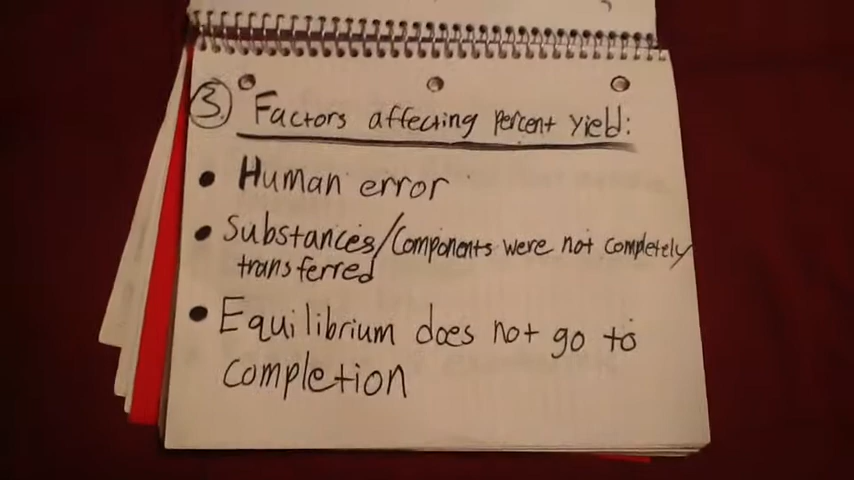 3. Factors affecting percent yield:
• Human error
• Substances/Components were not completely
transferred
• Equilibrium does not go to
completion